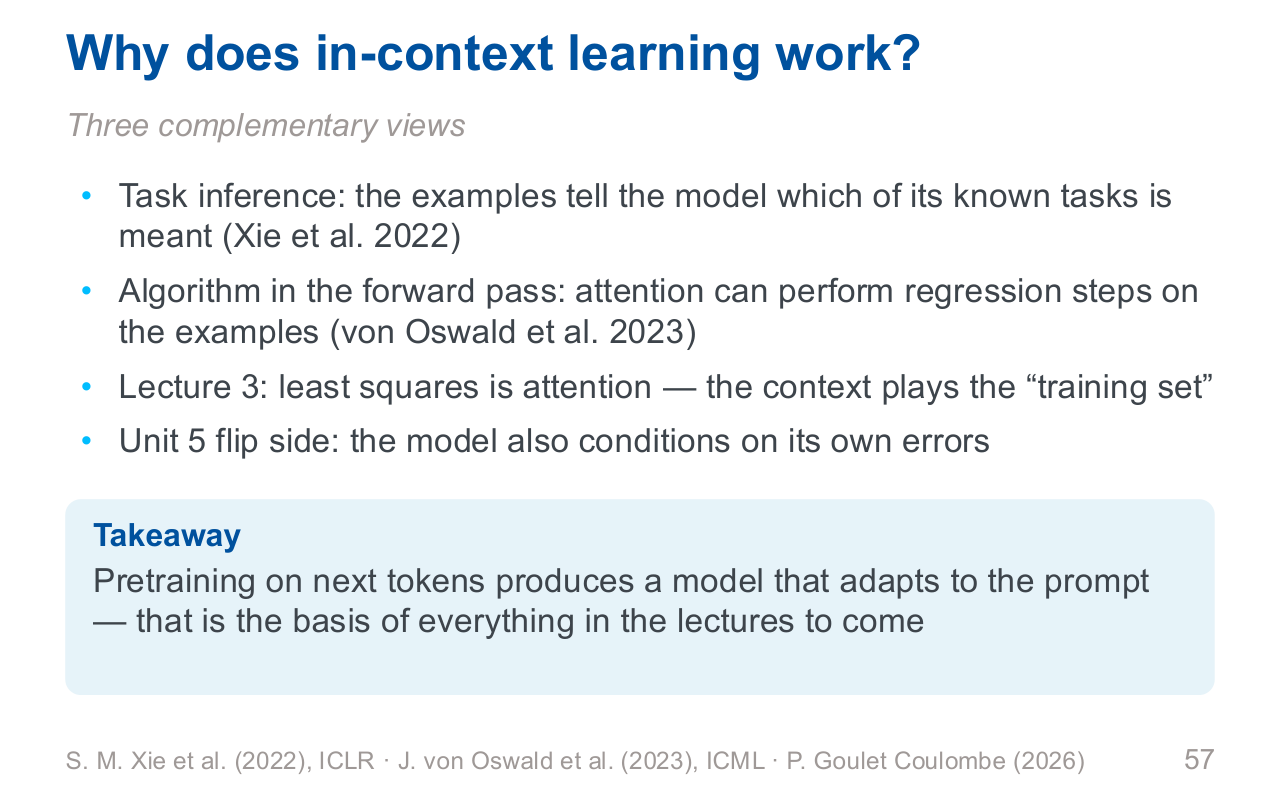 Why does in-context learning work?
Three complementary views
• Task inference: the examples tell the model which of its known tasks is
meant (Xie et al. 2022)
• Algorithm in the forward pass: attention can perform regression steps on
the examples (von Oswald et al. 2023)
• Lecture 3: least squares is attention — the context plays the “training set”
• Unit 5 flip side: the model also conditions on its own errors
Takeaway
Pretraining on next tokens produces a model that adapts to the prompt
— that is the basis of everything in the lectures to come
S. M. Xie et al. (2022), ICLR · J. von Oswald et al. (2023), ICML · P. Goulet Coulombe (2026) 57